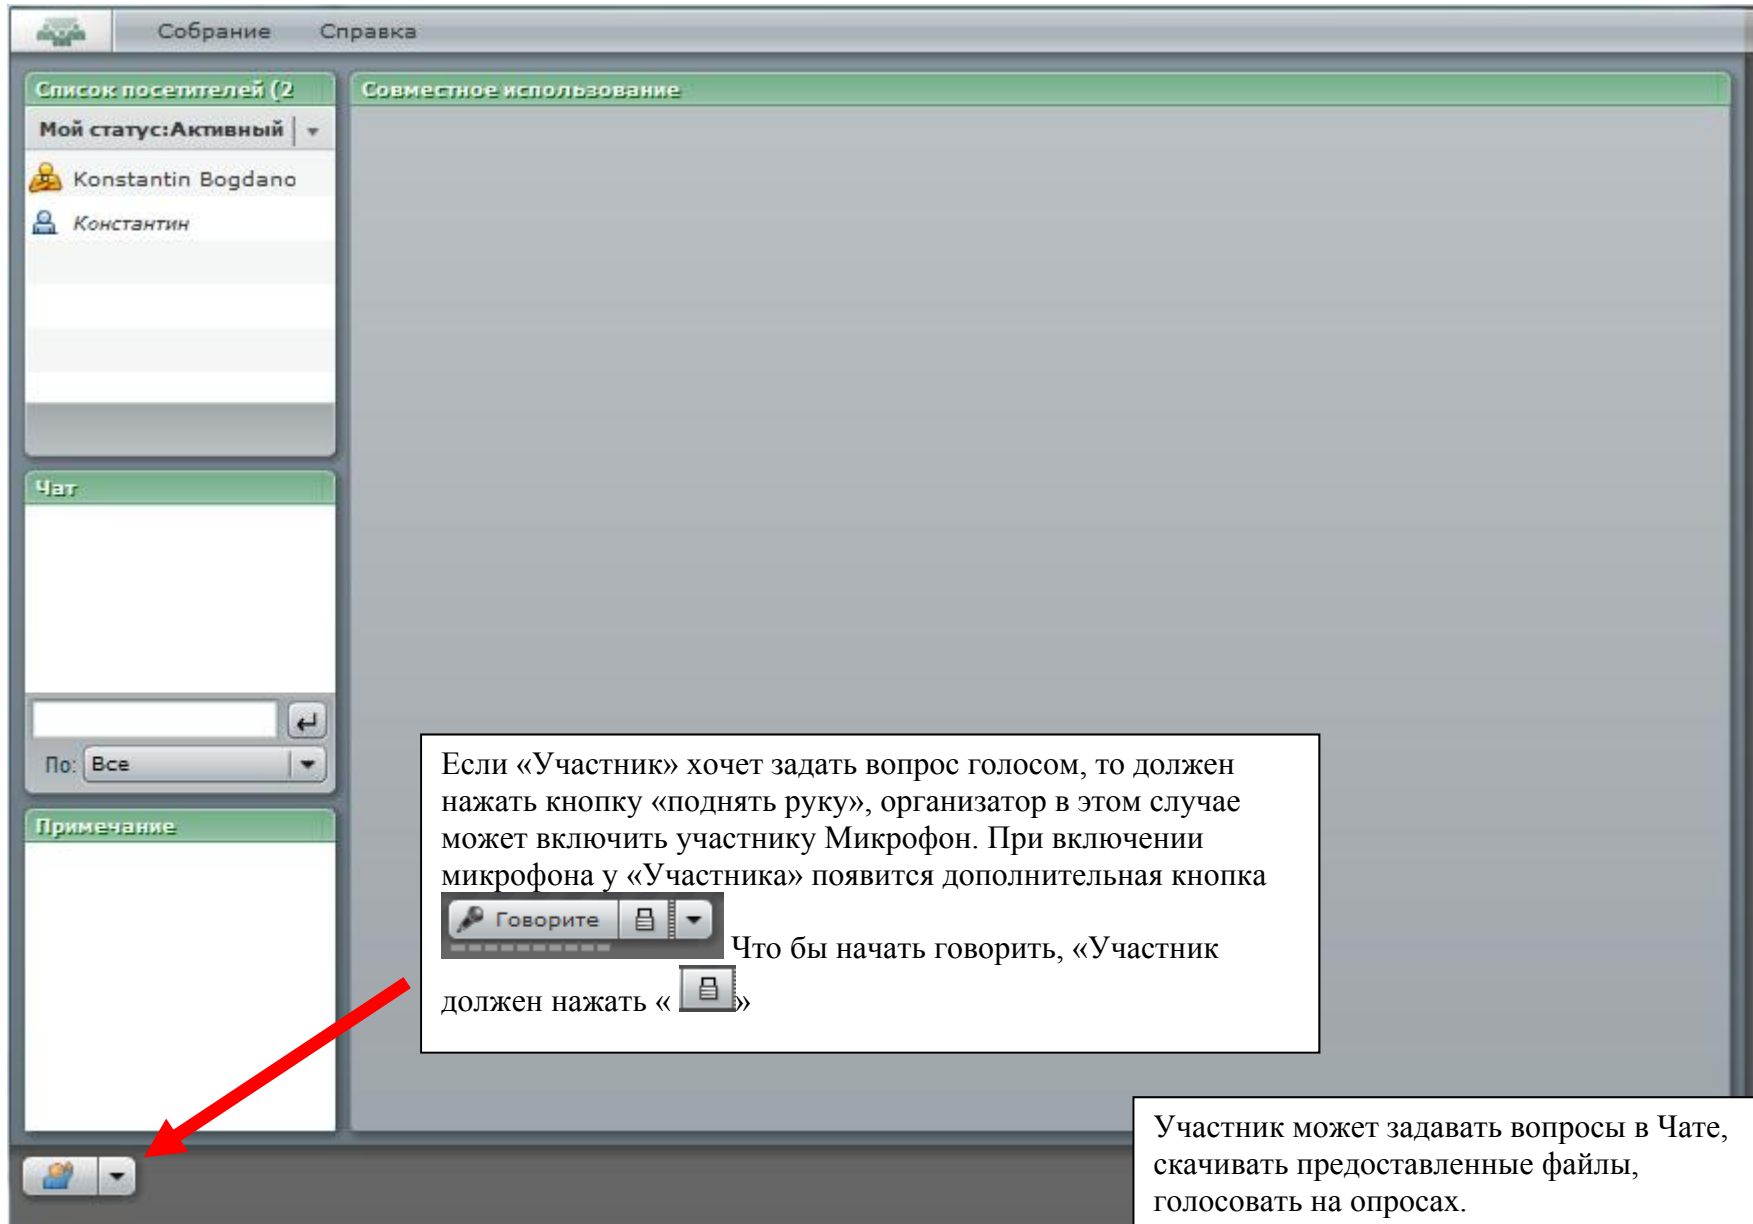 Собрание Справка
Список посетителей (2
Мой статус:Активный
Konstantin Bogdano
Константин
Чат
По: Все
Примечание
Совместное использование
Если «Участник» хочет задать вопрос голосом, то должен
нажать кнопку «поднять руку», организатор в этом случае
может включить участнику Микрофон. При включении
микрофона у «Участника» появится дополнительная кнопка
Говорите
Что бы начать говорить, «Участник
должен нажать « »
Участник может задавать вопросы в Чате,
скачивать предоставленные файлы,
голосовать на опросах.